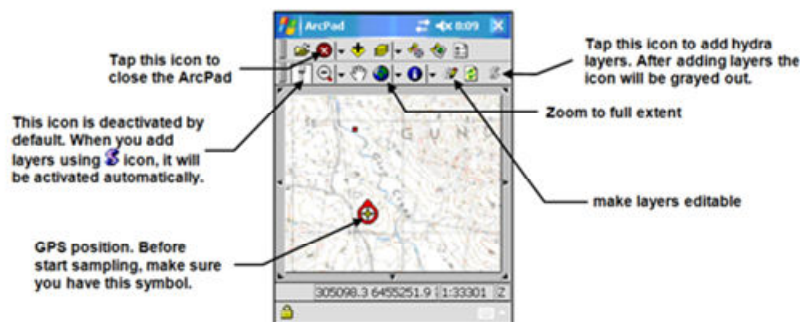 ArcPad
8:09
Tap this icon to
close the ArcPad
Tap this icon to add hydra
layers. After adding layers the
icon will be grayed out.
This icon is deactivated by
default. When you add
layers using S icon, it will
be activated automatically.
Zoom to full extent
G U N
make layers editable
GPS position. Before
start sampling, make sure
you have this symbol.
305098.3 6455251.9 1:33301 Z